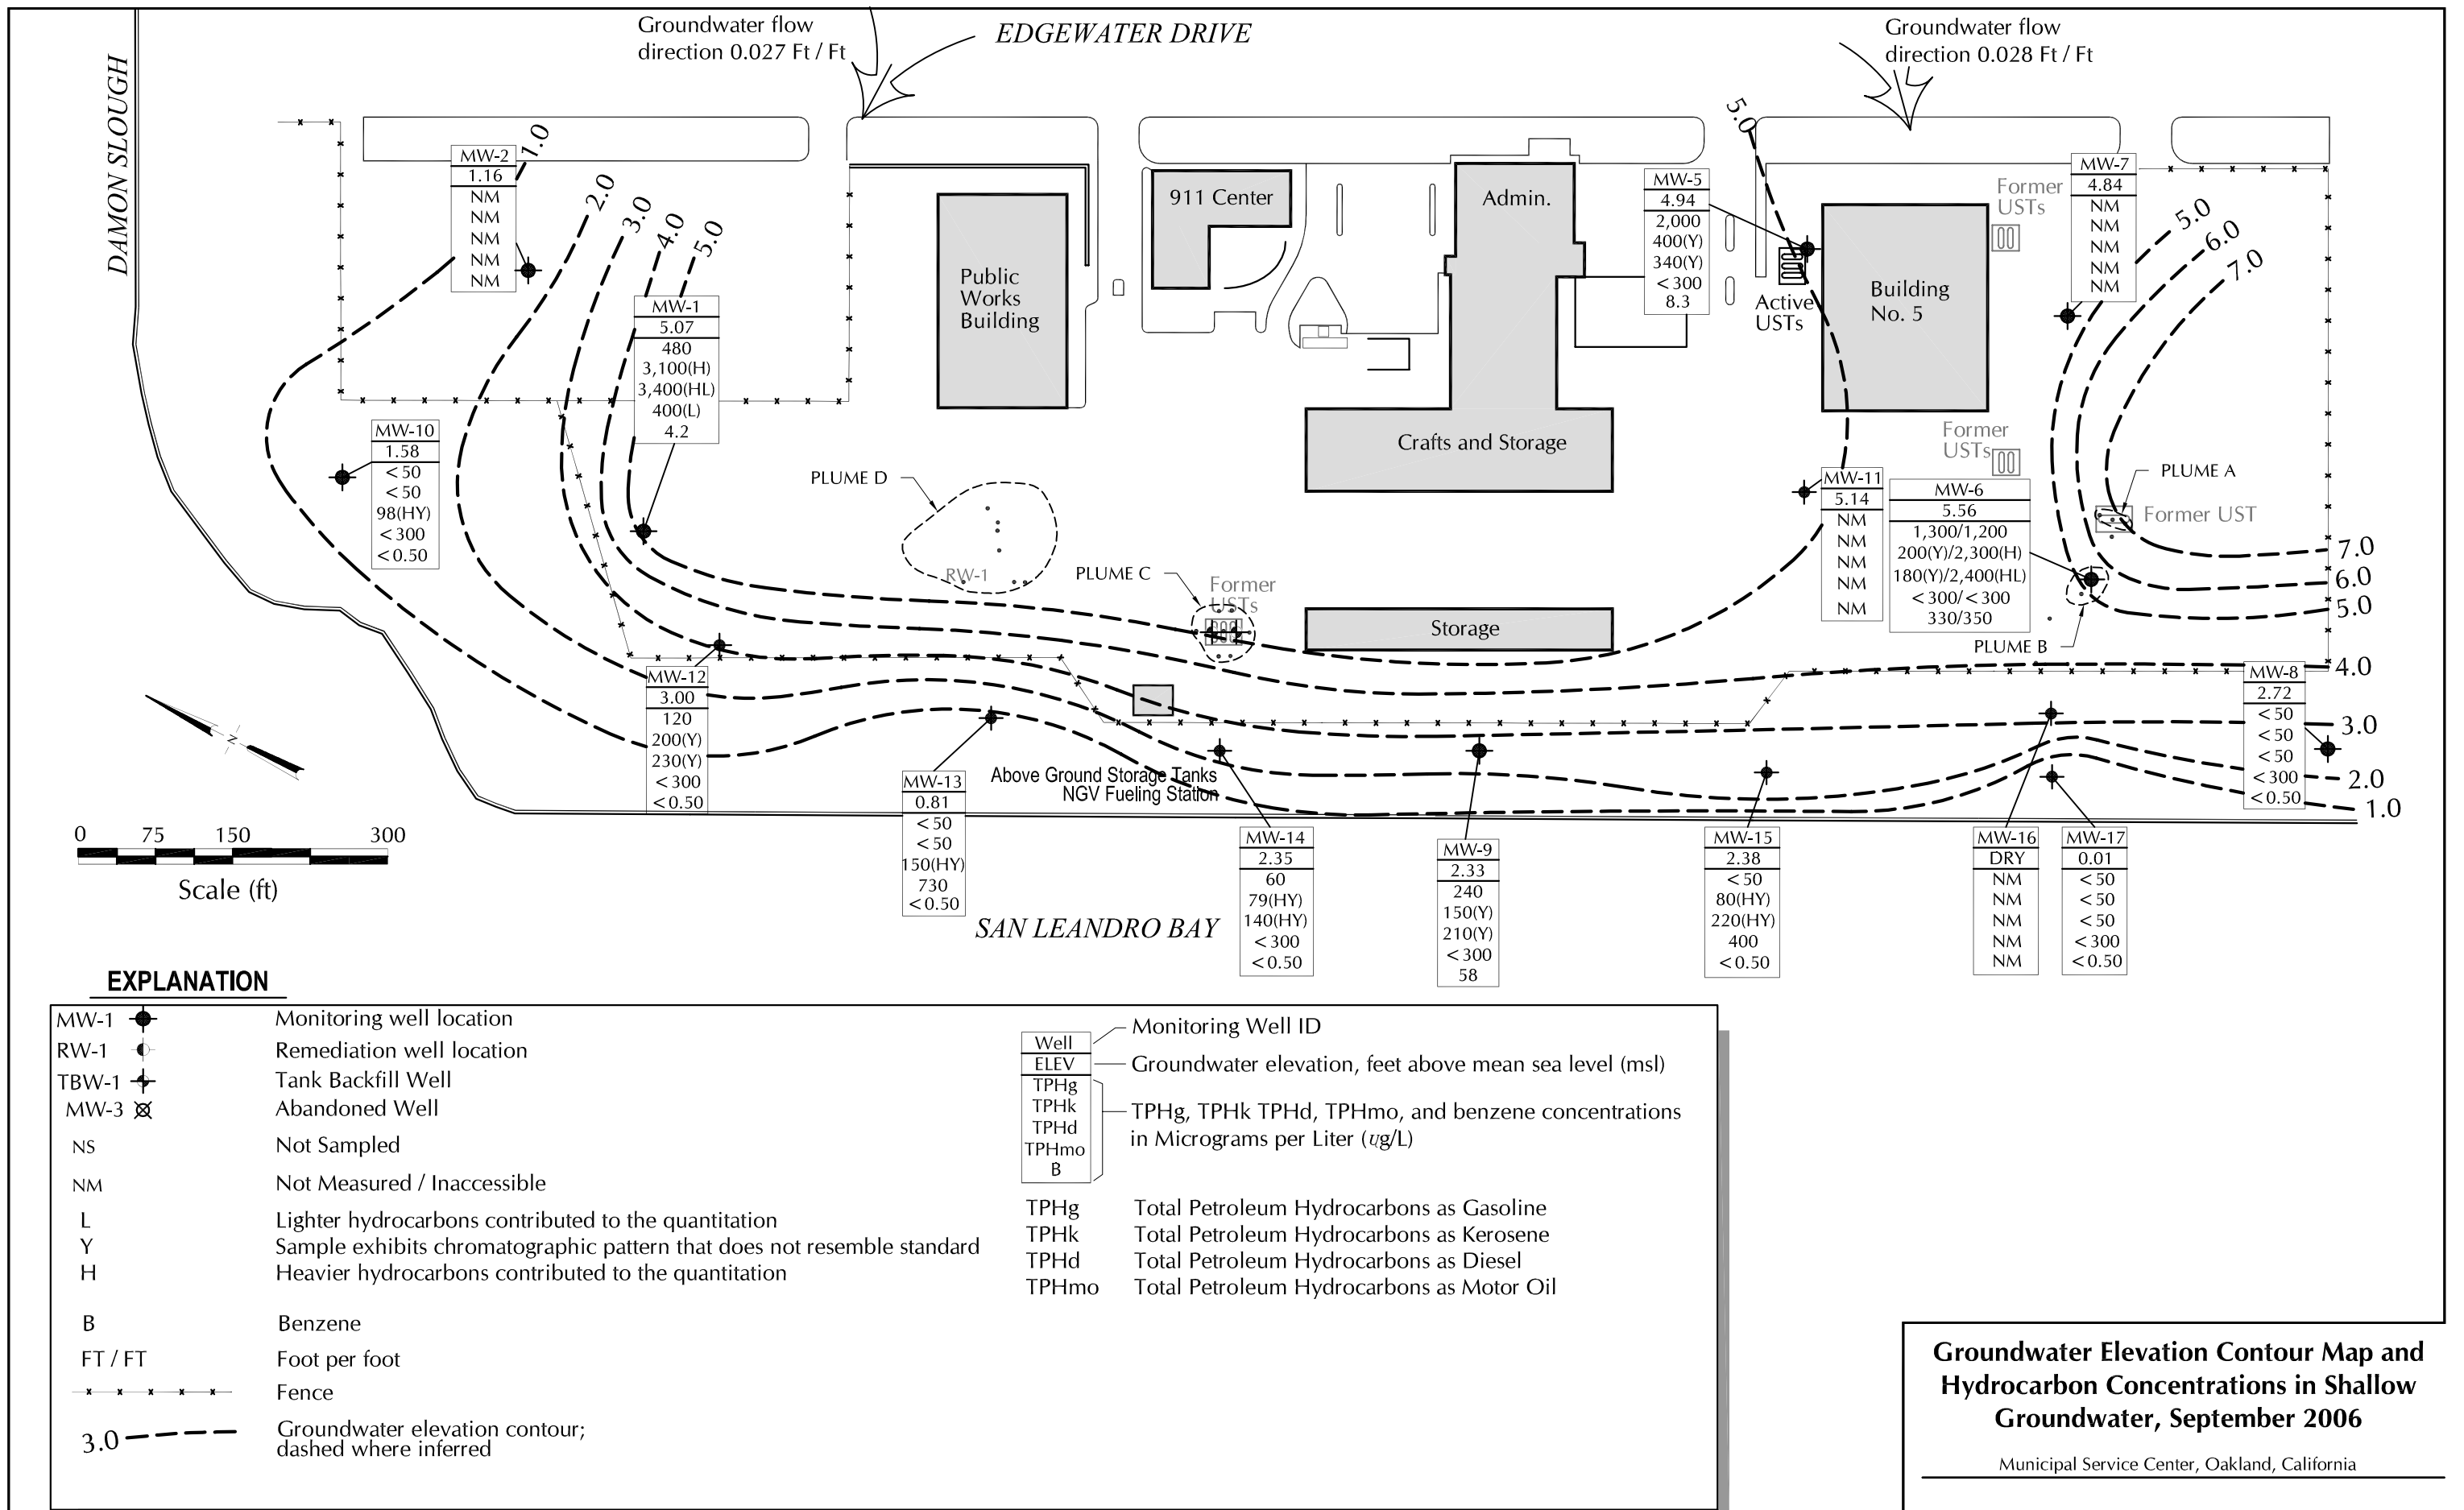 Groundwater flow
direction 0.027 Ft / Ft
EDGEWATER DRIVE
Groundwater flow
direction 0.028 Ft / Ft
DAMON SLOUGH
MW-2
1.16
NM
NM
NM
NM
NM
1.0
2.0
3.0
4.0
5.0
MW-1
5.07
480
3,100(H)
3,400(HL)
400(L)
4.2
Public
Works
Building
911 Center
Admin.
MW-5
4.94
2,000
400(Y)
340(Y)
<300
8.3
5.0
Active
USTs
Building
No. 5
Former
USTs
MW-7
4.84
NM
NM
NM
NM
NM
5.0
6.0
7.0
MW-10
1.58
<50
<50
98(HY)
<300
<0.50
PLUME D
RW-1
Crafts and Storage
Former
USTs
PLUME A
Former UST
MW-11
5.14
NM
NM
NM
NM
NM
MW-6
5.56
1,300/1,200
200(Y)/2,300(H)
180(Y)/2,400(HL)
<300/<300
330/350
PLUME C
Former
USTs
Storage
PLUME B
7.0
6.0
5.0
4.0
3.0
2.0
1.0
N
MW-12
3.00
120
200(Y)
230(Y)
<300
<0.50
MW-8
2.72
<50
<50
<50
<300
<0.50
Above Ground Storage Tanks
NGV Fueling Station
MW-13
0.81
<50
<50
150(HY)
730
<0.50
MW-14
2.35
60
79(HY)
140(HY)
<300
<0.50
MW-9
2.33
240
150(Y)
210(Y)
<300
58
MW-15
2.38
<50
80(HY)
220(HY)
400
<0.50
MW-16
DRY
NM
NM
NM
NM
NM
MW-17
0.01
<50
<50
<50
<300
<0.50
0 75 150 300
Scale (ft)
SAN LEANDRO BAY
EXPLANATION
MW-1 Monitoring well location
RW-1 Remediation well location
TBW-1 Tank Backfill Well
MW-3 Abandoned Well
NS Not Sampled
NM Not Measured / Inaccessible
L Lighter hydrocarbons contributed to the quantitation
Y Sample exhibits chromatographic pattern that does not resemble standard
H Heavier hydrocarbons contributed to the quantitation
B Benzene
FT / FT Foot per foot
Fence
3.0 Groundwater elevation contour;
dashed where inferred
Well
ELEV
TPHg
TPHk
TPHd
TPHmo
B
Monitoring Well ID
Groundwater elevation, feet above mean sea level (msl)
TPHg, TPHk TPHd, TPHmo, and benzene concentrations
in Micrograms per Liter (ųg/L)
TPHg Total Petroleum Hydrocarbons as Gasoline
TPHk Total Petroleum Hydrocarbons as Kerosene
TPHd Total Petroleum Hydrocarbons as Diesel
TPHmo Total Petroleum Hydrocarbons as Motor Oil
Groundwater Elevation Contour Map and
Hydrocarbon Concentrations in Shallow
Groundwater, September 2006
Municipal Service Center, Oakland, California